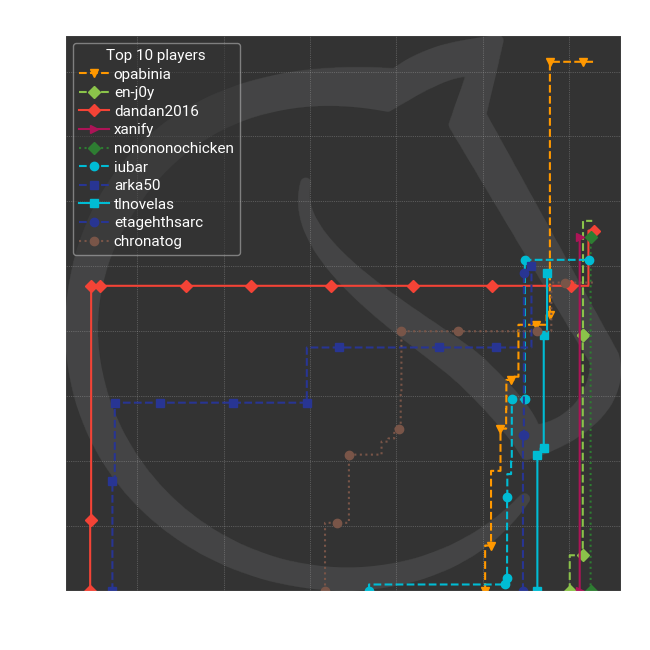 Top 10 players
opabinia
en-j0y
dandan2016
xanify
nonononochicken
iubar
arka50
tlnovelas
etagehthsarc
chronatog